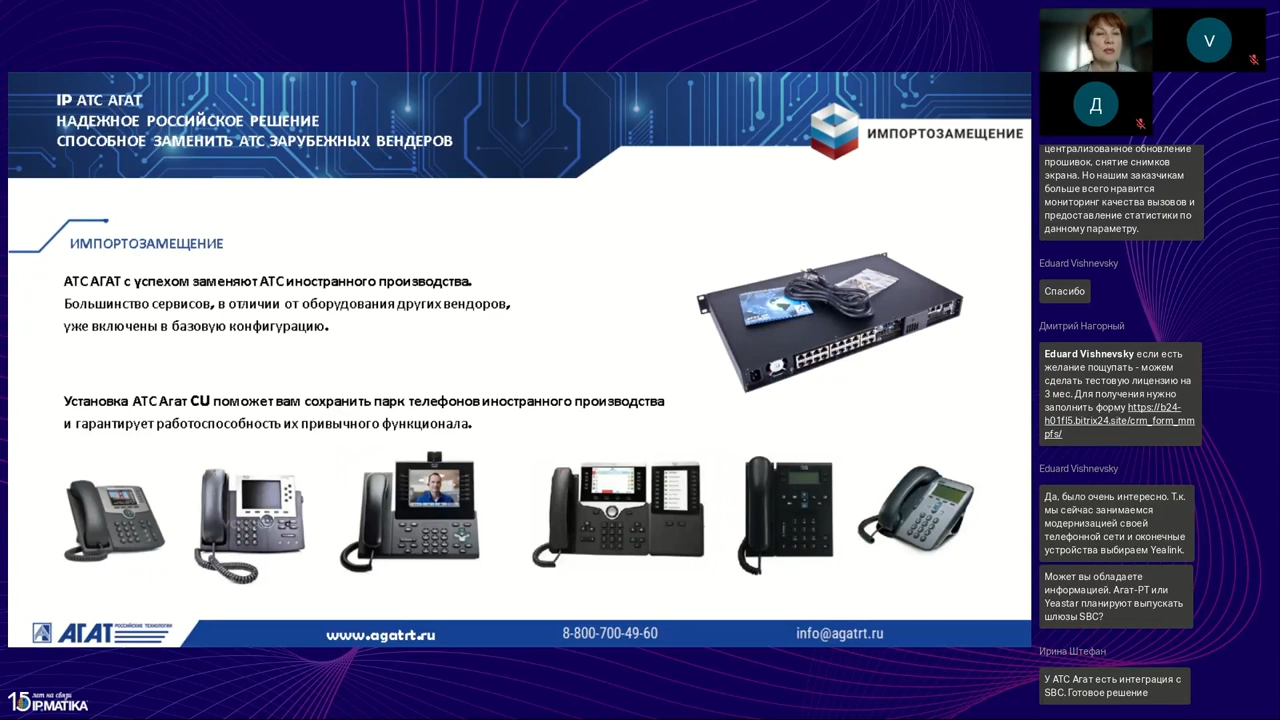 IP АТС АГАТ
НАДЕЖНОЕ РОССИЙСКОЕ РЕШЕНИЕ
СПОСОБНОЕ ЗАМЕНИТЬ АТС ЗАРУБЕЖНЫХ ВЕНДЕРОВ
ИМПОРТОЗАМЕЩЕНИЕ
ИМПОРТОЗАМЕЩЕНИЕ
АТС АГАТ с успехом заменяют АТС иностранного производства.
Большинство сервисов, в отличии от оборудования других вендоров,
уже включены в базовую конфигурацию.
Установка АТС Агат CU поможет вам сохранить парк телефонов иностранного производства
и гарантирует работоспособность их привычного функционала.
АГАТ
РОССИЙСКИЕ ТЕХНОЛОГИИ
www.agatrt.ru
8-800-700-49-60
info@agatrt.ru
15 лет на связи
IPMATIKA
V
Д
централизованное обновление
прошивок, снятие снимков
экрана. Но нашим заказчикам
больше всего нравится
мониторинг качества вызовов и
предоставление статистики по
данному параметру.
Eduard Vishnevsky
Спасибо
Дмитрий Нагорный
Eduard Vishnevsky если есть
желание пощупать - можем
сделать тестовую лицензию на
3 мес. Для получения нужно
заполнить форму https://b24-
h01fl5.bitrix24.site/crm_form_mm
pfs/
Eduard Vishnevsky
Да, было очень интересно. Т.к.
мы сейчас занимаемся
модернизацией своей
телефонной сети и оконечные
устройства выбираем Yealink.
Может вы обладаете
информацией. Агат-РТ или
Yeastar планируют выпускать
шлюзы SBC?
Ирина Штефан
У АТС Агат есть интеграция с
SBC. Готовое решение